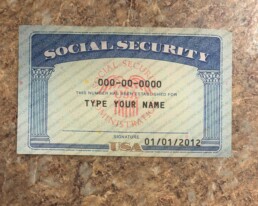 SOCIAL SECURITY
000-00-0000
THIS NUMBER HAS BEEN ESTABLISHED FOR
TYPE YOUR NAME
SIGNATURE
01/01/2012
USA